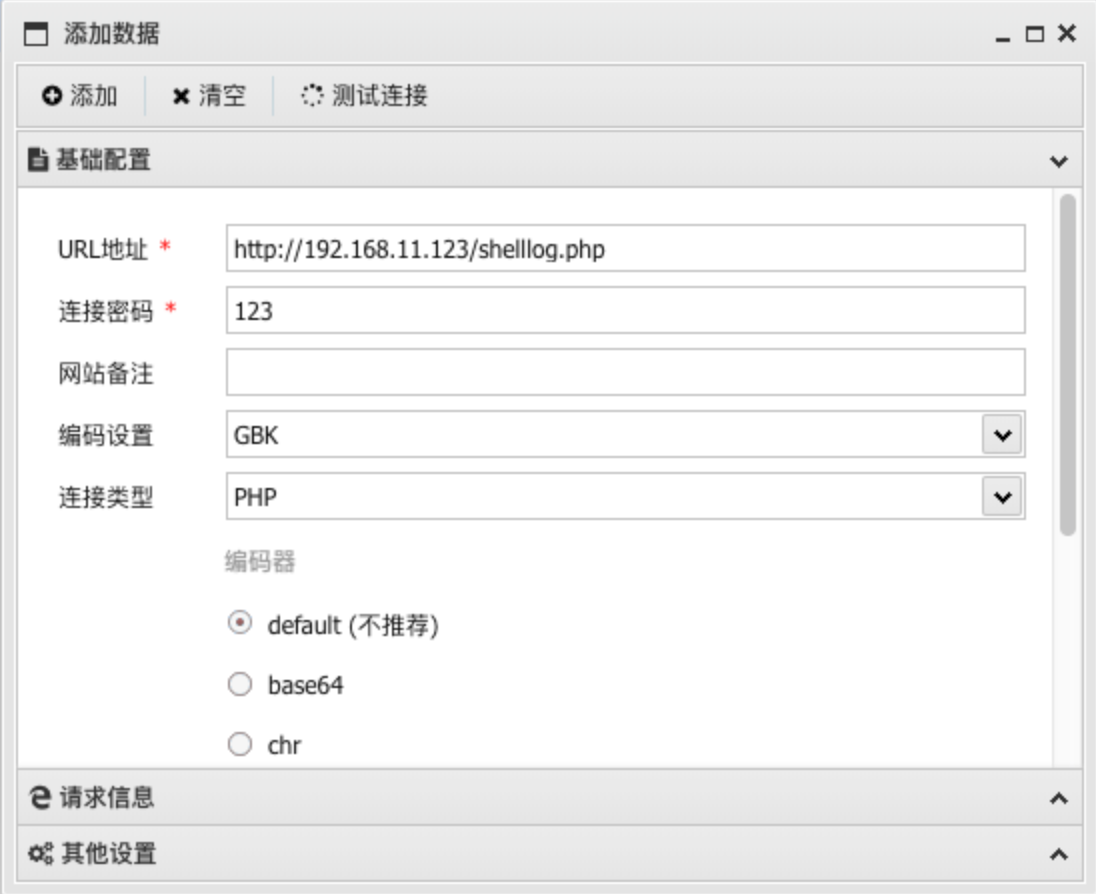 添加数据
添加 清空 测试连接
基础配置
URL地址 * http://192.168.11.123/shelllog.php
连接密码 * 123
网站备注
编码设置 GBK
连接类型 PHP
编码器
default (不推荐)
base64
chr
请求信息
其他设置